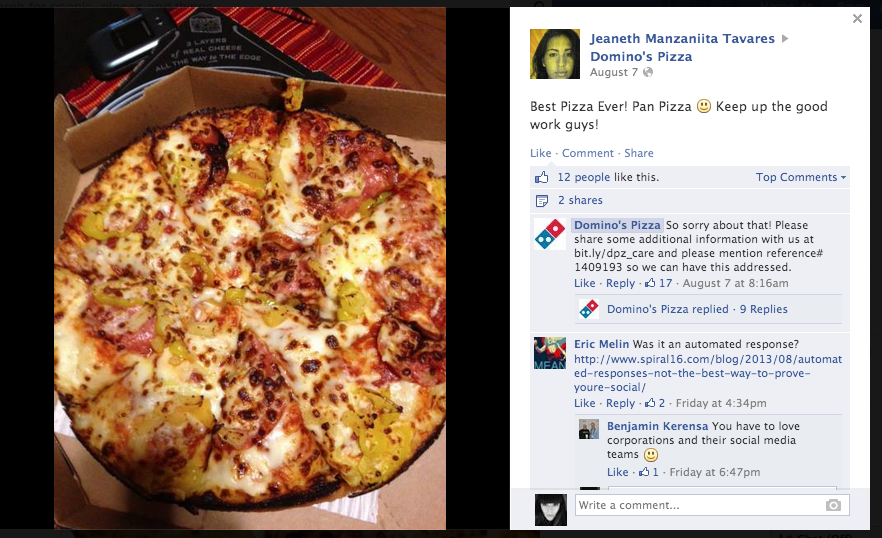 3 LAYERS
OF REAL CHEESE
ALL THE WAY TO THE EDGE
Jeaneth Manzaniita Tavares
Domino's Pizza
August 7
Best Pizza Ever! Pan Pizza Keep up the good
work guys!
Like · Comment · Share
12 people like this.
Top Comments
2 shares
Domino's Pizza So sorry about that! Please
share some additional information with us at
bit.ly/dpz_care and please mention reference#
1409193 so we can have this addressed.
Like · Reply · 17 · August 7 at 8:16am
Domino's Pizza replied · 9 Replies
Eric Melin Was it an automated response?
http://www.spiral16.com/blog/2013/08/automat
ed-responses-not-the-best-way-to-prove-
youre-social/
MEAN
Like · Reply · 2 · Friday at 4:34pm
Benjamin Kerensa You have to love
corporations and their social media
teams
Like · 1 · Friday at 6:47pm
Write a comment...